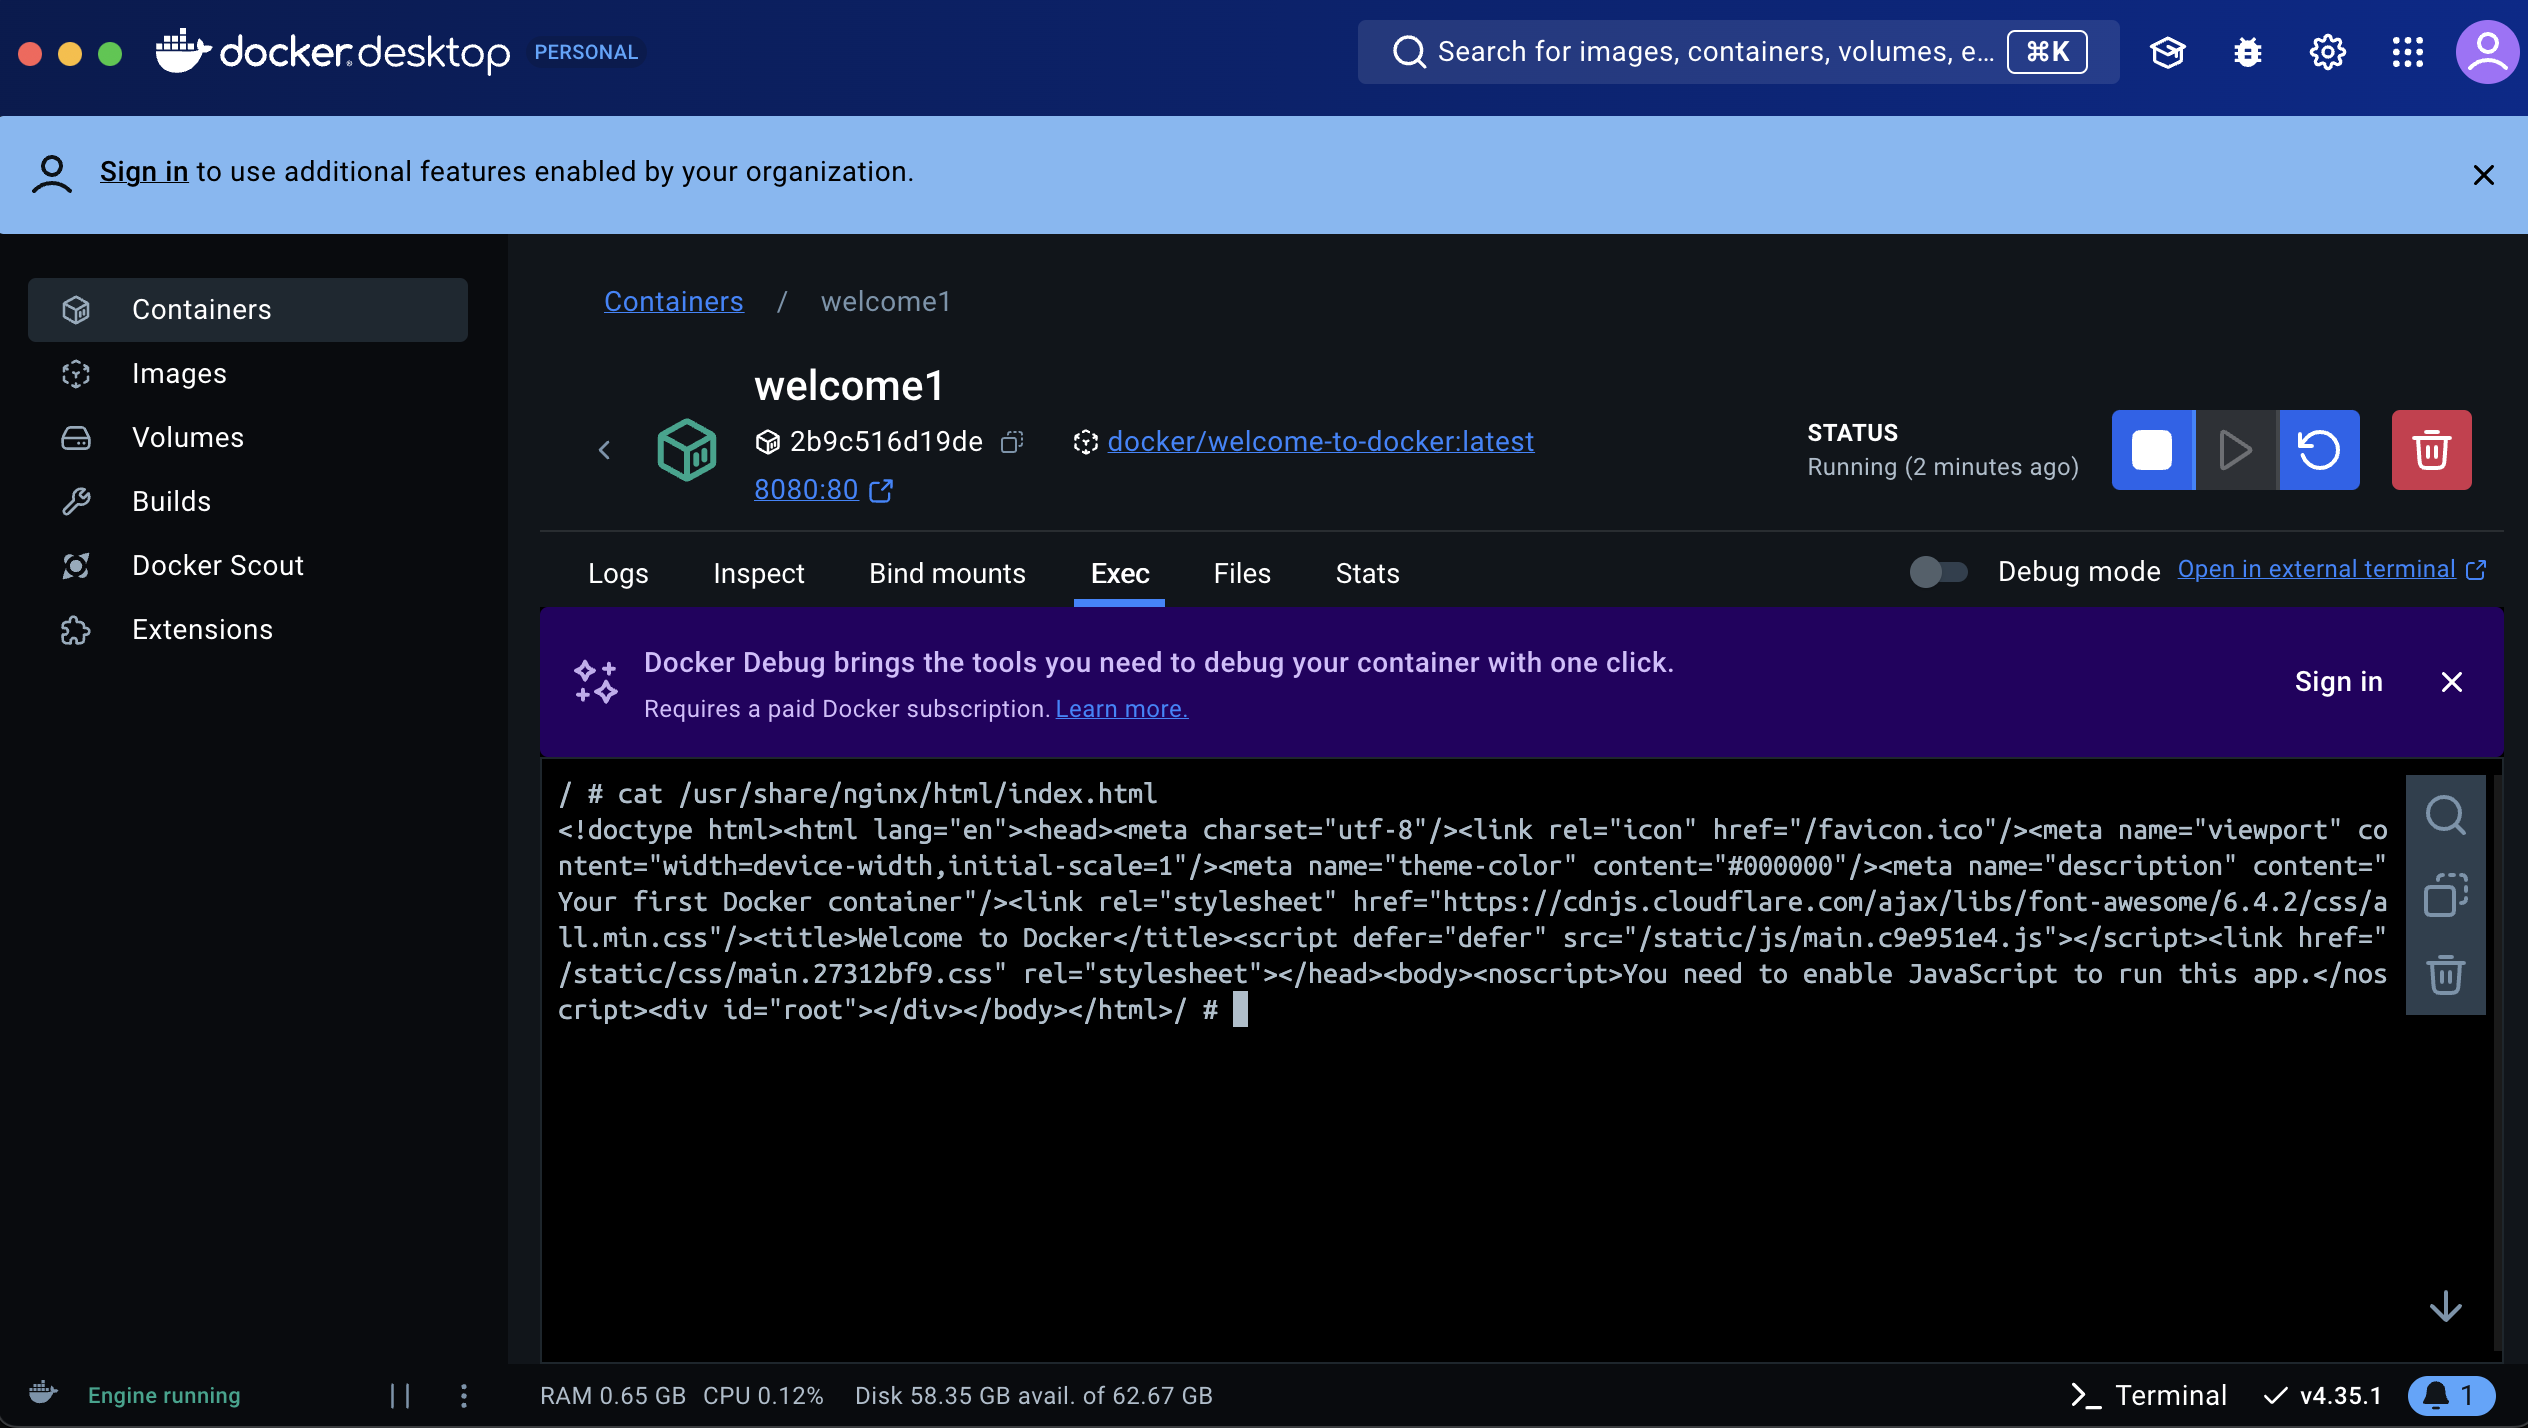 docker desktop PERSONAL
Search for images, containers, volumes, e... ⌘K
Sign in to use additional features enabled by your organization.
Containers
Images
Volumes
Builds
Docker Scout
Extensions
Containers / welcome1
welcome1
2b9c516d19de docker/welcome-to-docker:latest
8080:80
STATUS
Running (2 minutes ago)
Logs Inspect Bind mounts Exec Files Stats
Debug mode Open in external terminal
Docker Debug brings the tools you need to debug your container with one click.
Requires a paid Docker subscription. Learn more.
Sign in
/ # cat /usr/share/nginx/html/index.html
<!doctype html><html lang="en"><head><meta charset="utf-8"/><link rel="icon" href="/favicon.ico"/><meta name="viewport" co
ntent="width=device-width,initial-scale=1"/><meta name="theme-color" content="#000000"/><meta name="description" content="
Your first Docker container"/><link rel="stylesheet" href="https://cdnjs.cloudflare.com/ajax/libs/font-awesome/6.4.2/css/a
ll.min.css"/><title>Welcome to Docker</title><script defer="defer" src="/static/js/main.c9e951e4.js"></script><link href="
/static/css/main.27312bf9.css" rel="stylesheet"></head><body><noscript>You need to enable JavaScript to run this app.</nos
cript><div id="root"></div></body></html>/ #
Engine running
RAM 0.65 GB CPU 0.12% Disk 58.35 GB avail. of 62.67 GB
Terminal v4.35.1 1